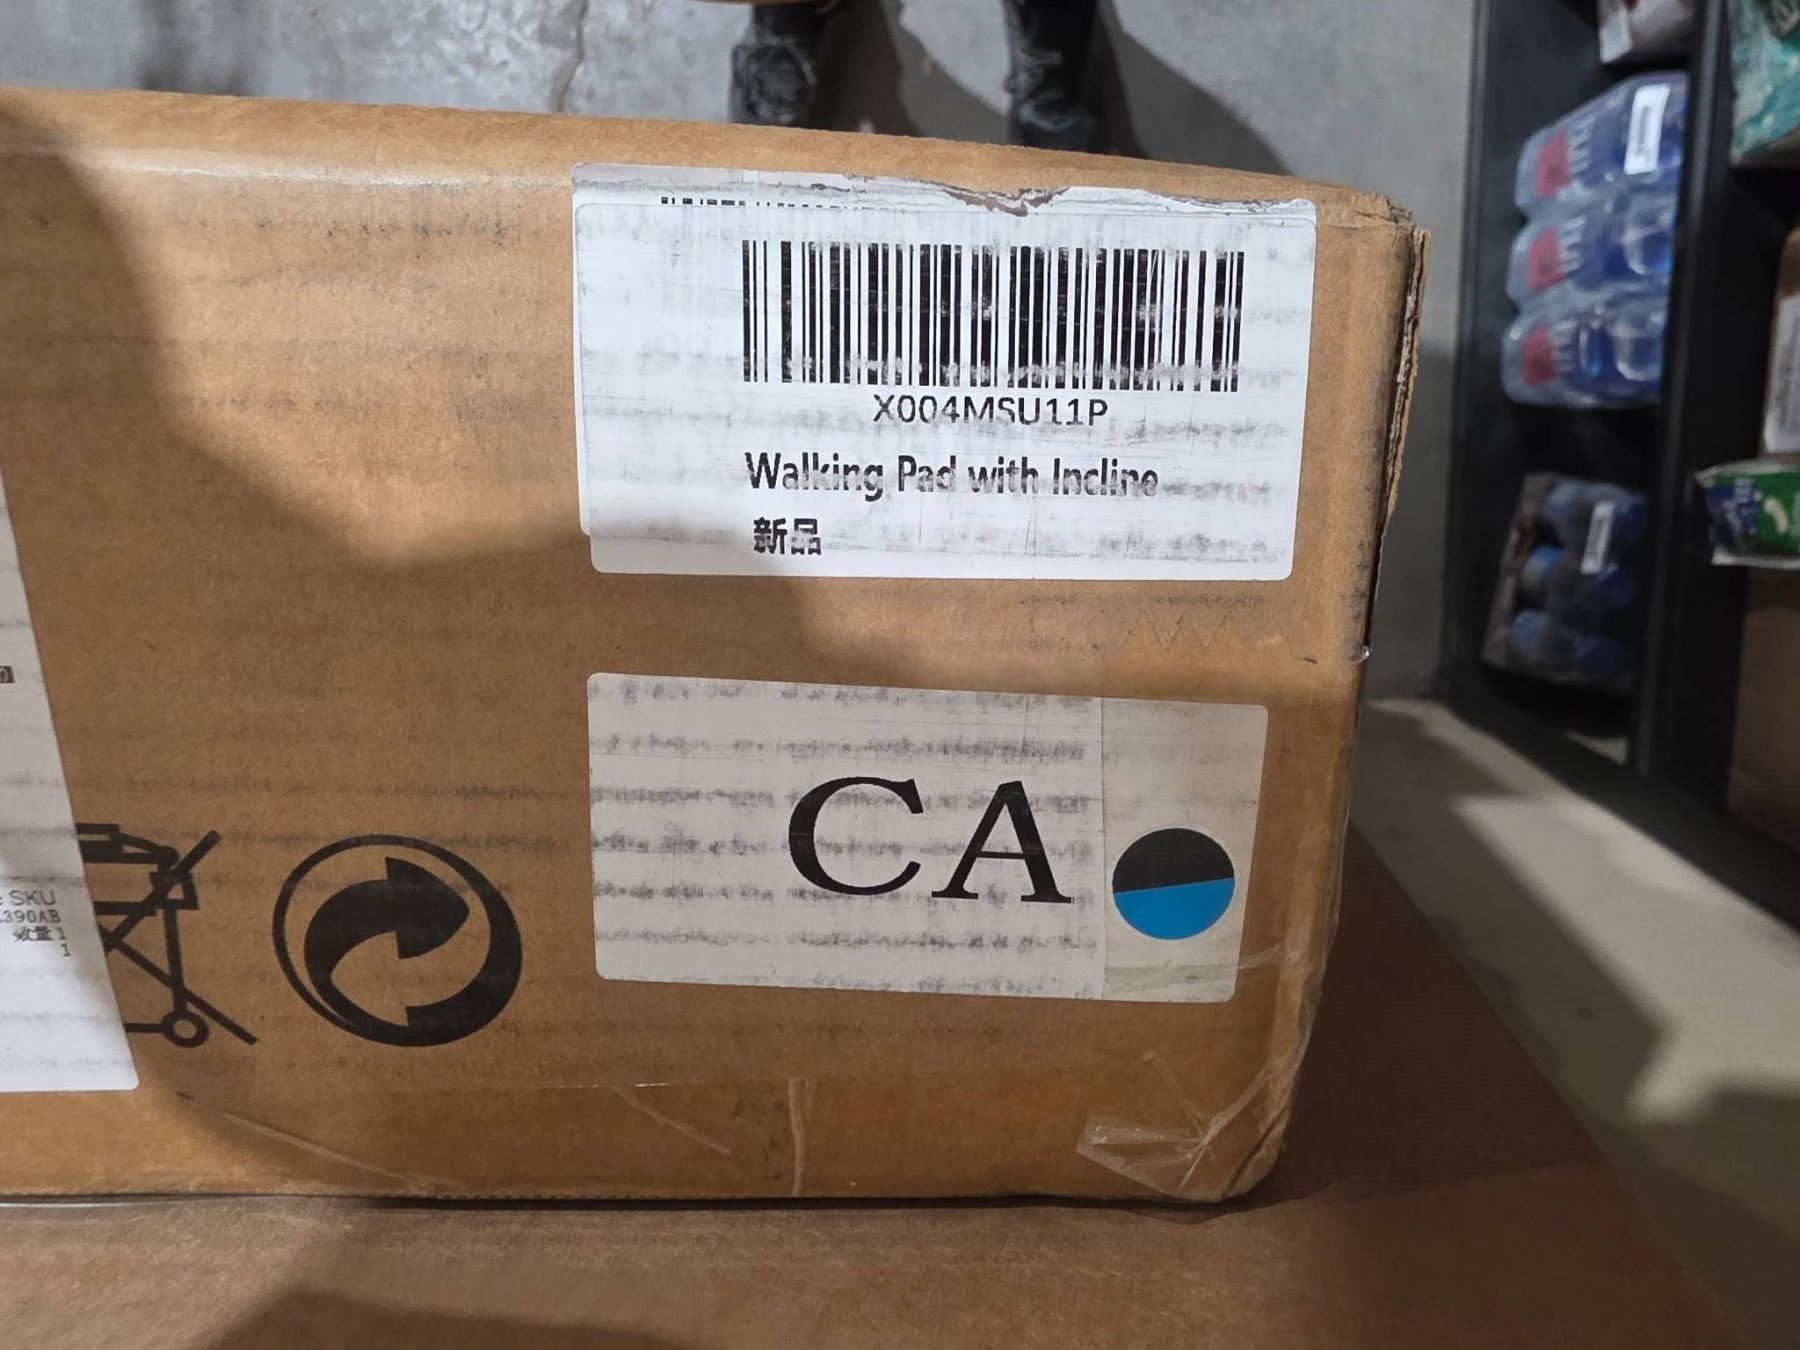 X004MSU11P
Walking Pad with Incline
新品
CA
SKU
390AB
数量1
1